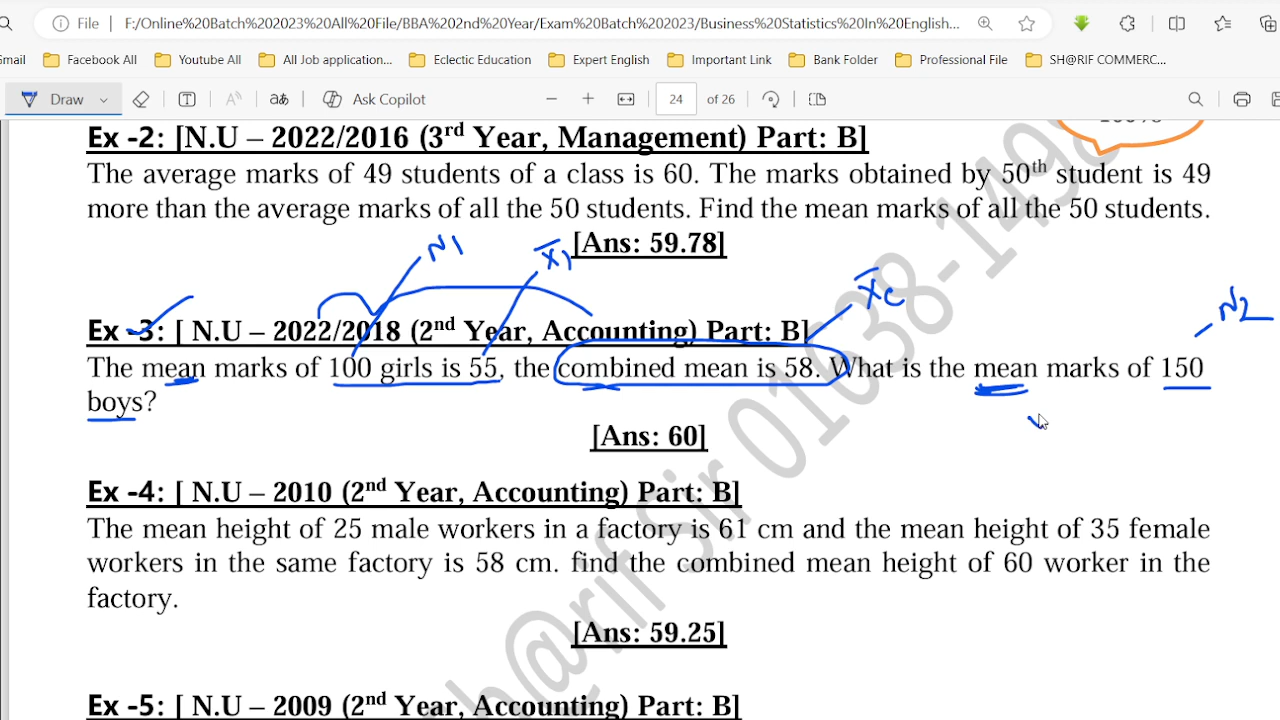 File F:/Online%20Batch%202023%20All%20File/BBA%202nd%20Year/Exam%20Batch%202023/Business%20Statistics%20In%20English...
Gmail Facebook All Youtube All All Job application... Eclectic Education Expert English Important Link Bank Folder Professional File SH@RIF COMMERC...
Draw aあ Ask Copilot 24 of 26
Ex -2: [N.U – 2022/2016 (3rd Year, Management) Part: B]
The average marks of 49 students of a class is 60. The marks obtained by 50th student is 49
more than the average marks of all the 50 students. Find the mean marks of all the 50 students.
[Ans: 59.78]
N1 X̄1 X̄c N2
Ex -3: [ N.U – 2022/2018 (2nd Year, Accounting) Part: B]
The mean marks of 100 girls is 55, the combined mean is 58. What is the mean marks of 150
boys?
[Ans: 60]
Ex -4: [ N.U – 2010 (2nd Year, Accounting) Part: B]
The mean height of 25 male workers in a factory is 61 cm and the mean height of 35 female
workers in the same factory is 58 cm. find the combined mean height of 60 worker in the
factory.
[Ans: 59.25]
Ex -5: [ N.U – 2009 (2nd Year, Accounting) Part: B]
h@rif Sir 01638-149